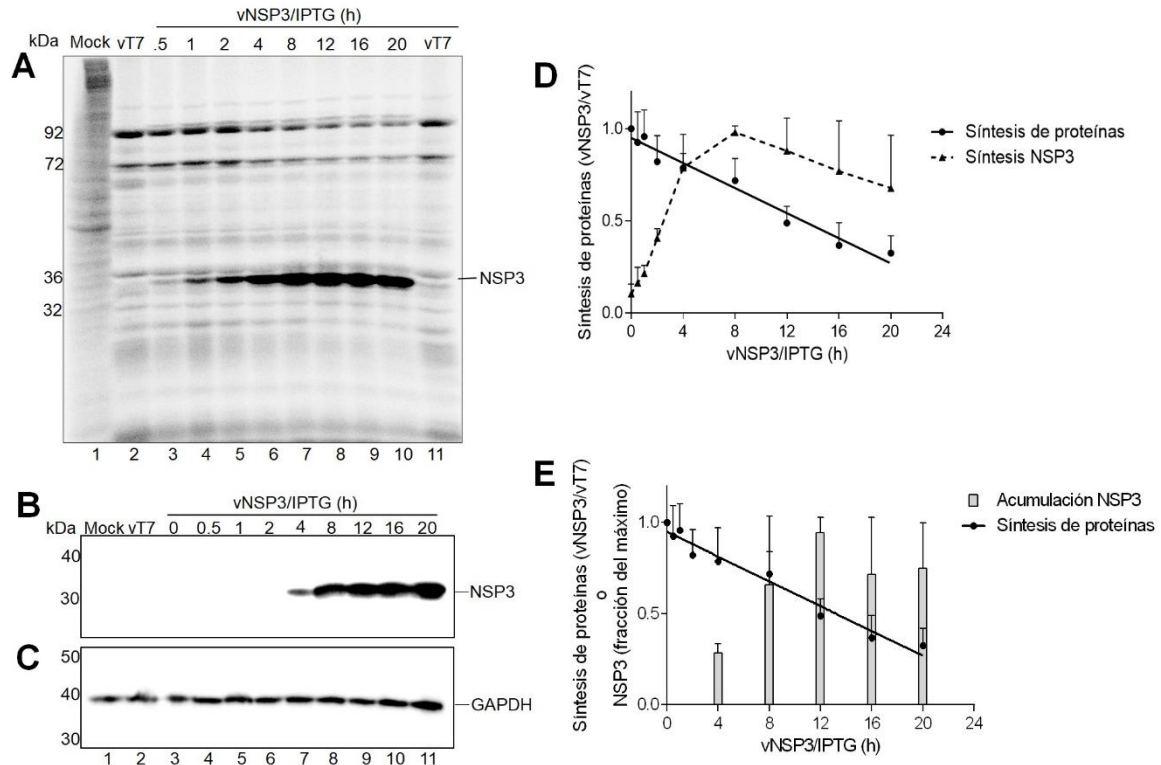 A
vNSP3/IPTG (h)
kDa Mock vT7 .5 1 2 4 8 12 16 20 vT7
92
72
36
32
NSP3
1 2 3 4 5 6 7 8 9 10 11
B
vNSP3/IPTG (h)
kDa Mock vT7 0 0.5 1 2 4 8 12 16 20
40
30
NSP3
C
50
40
30
GAPDH
1 2 3 4 5 6 7 8 9 10 11
D
Síntesis de proteínas (vNSP3/vT7)
1.0
0.5
0.0
0 4 8 12 16 20 24
vNSP3/IPTG (h)
Síntesis de proteínas
Síntesis NSP3
E
Síntesis de proteínas (vNSP3/vT7)
o
NSP3 (fracción del máximo)
1.0
0.5
0.0
0 4 8 12 16 20 24
vNSP3/IPTG (h)
Acumulación NSP3
Síntesis de proteínas